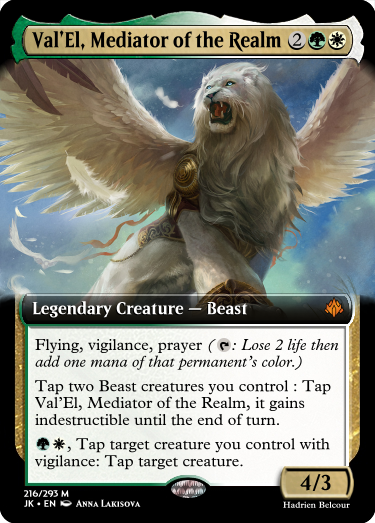 Val'El, Mediator of the Realm 2
Legendary Creature — Beast
Flying, vigilance, prayer ( : Lose 2 life then
add one mana of that permanent's color.)
Tap two Beast creatures you control : Tap
Val'El, Mediator of the Realm, it gains
indestructible until the end of turn.
, Tap target creature you control with
vigilance: Tap target creature.
4/3
216/293 M
JK • EN Anna Lakisova
Hadrien Belcour